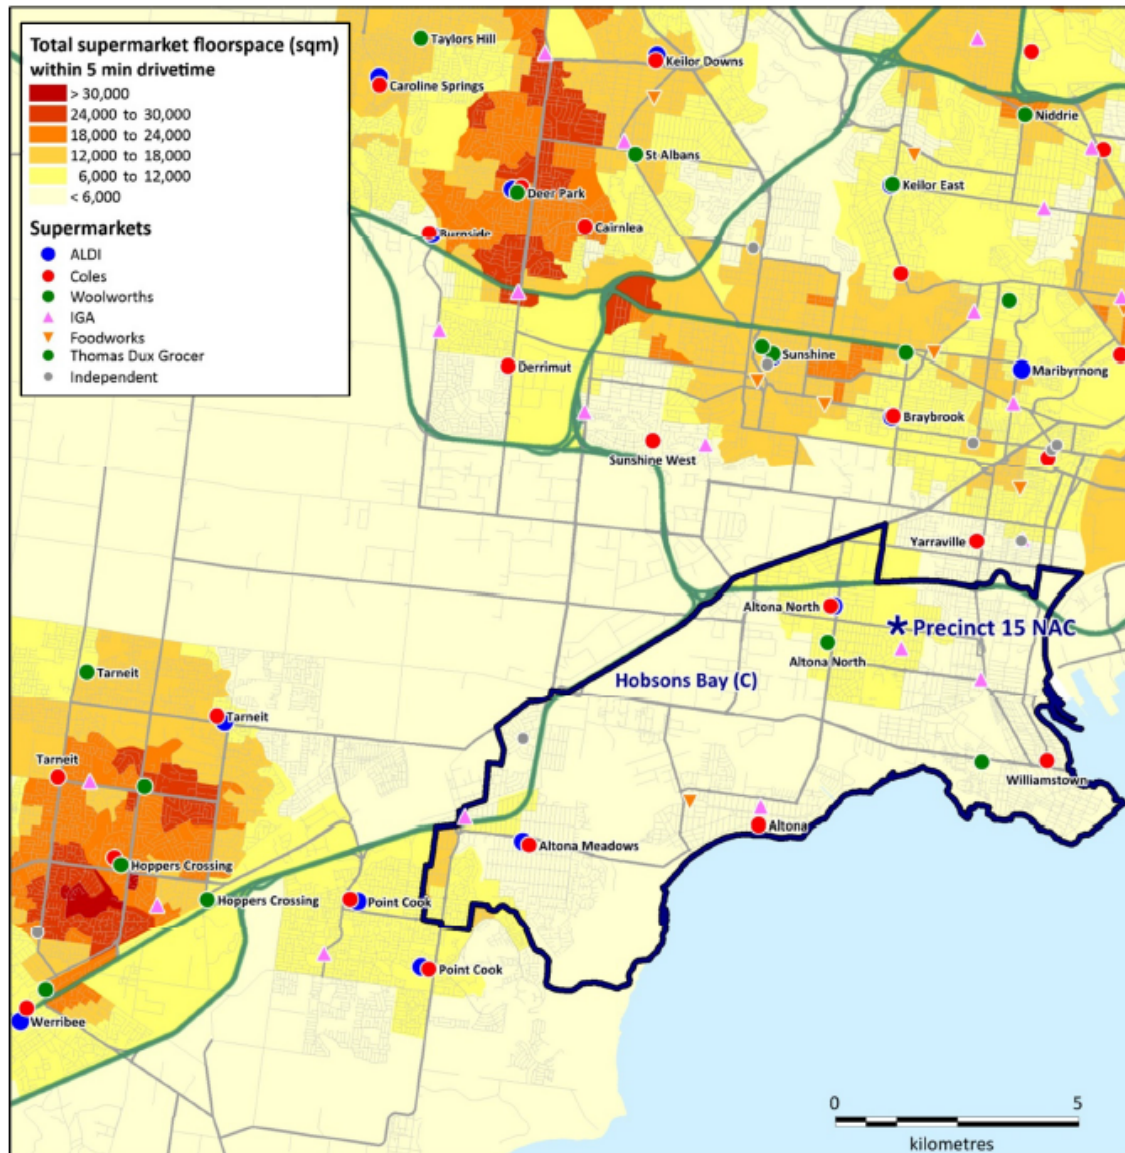 Total supermarket floorspace (sqm)
within 5 min drivetime
> 30,000
24,000 to 30,000
18,000 to 24,000
12,000 to 18,000
6,000 to 12,000
< 6,000
Supermarkets
ALDI
Coles
Woolworths
IGA
Foodworks
Thomas Dux Grocer
Independent
Taylors Hill
Keilor Downs
Caroline Springs
Niddrie
St Albans
Deer Park
Keilor East
Burnside
Cairnlea
Sunshine
Derrimut
Maribyrnong
Braybrook
Sunshine West
Yarraville
Altona North
Precinct 15 NAC
Altona North
Hobsons Bay (C)
Tarneit
Tarneit
Tarneit
Williamstown
Altona
Altona Meadows
Hoppers Crossing
Hoppers Crossing
Point Cook
Point Cook
Werribee
0 5
kilometres